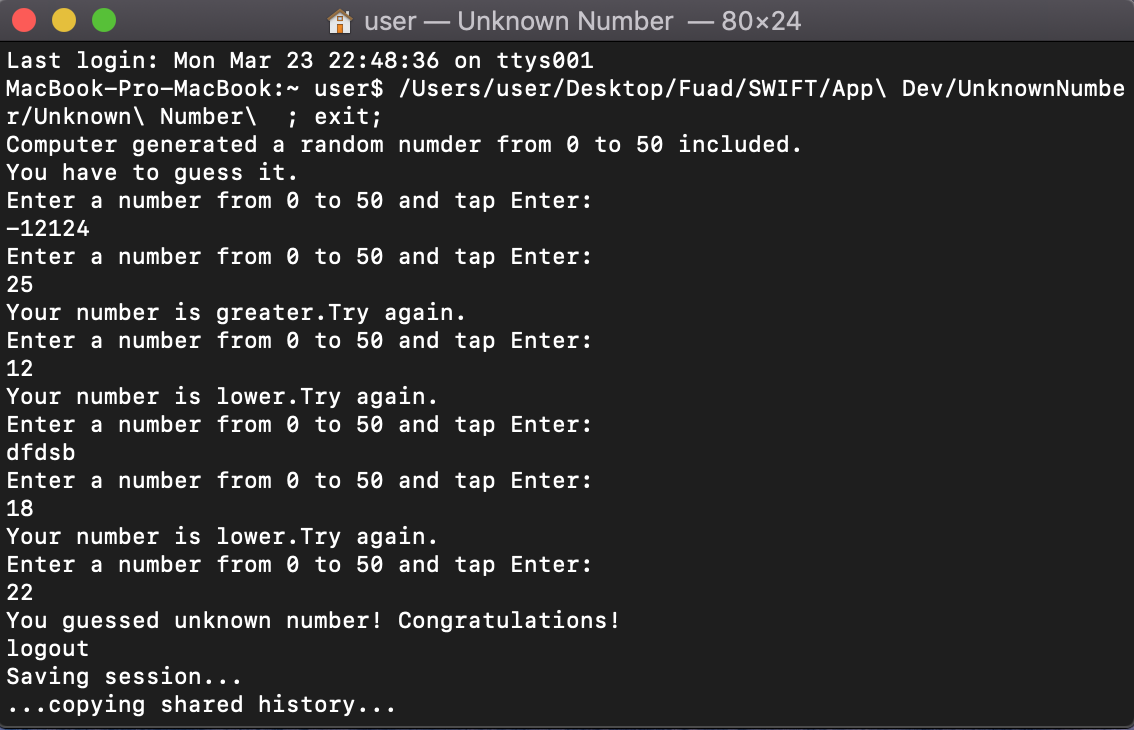 user — Unknown Number — 80×24
Last login: Mon Mar 23 22:48:36 on ttys001
MacBook-Pro-MacBook:~ user$ /Users/user/Desktop/Fuad/SWIFT/App\ Dev/UnknownNumbe
r/Unknown\ Number\  ; exit;
Computer generated a random numder from 0 to 50 included.
You have to guess it.
Enter a number from 0 to 50 and tap Enter:
-12124
Enter a number from 0 to 50 and tap Enter:
25
Your number is greater.Try again.
Enter a number from 0 to 50 and tap Enter:
12
Your number is lower.Try again.
Enter a number from 0 to 50 and tap Enter:
dfdsb
Enter a number from 0 to 50 and tap Enter:
18
Your number is lower.Try again.
Enter a number from 0 to 50 and tap Enter:
22
You guessed unknown number! Congratulations!
logout
Saving session...
...copying shared history...